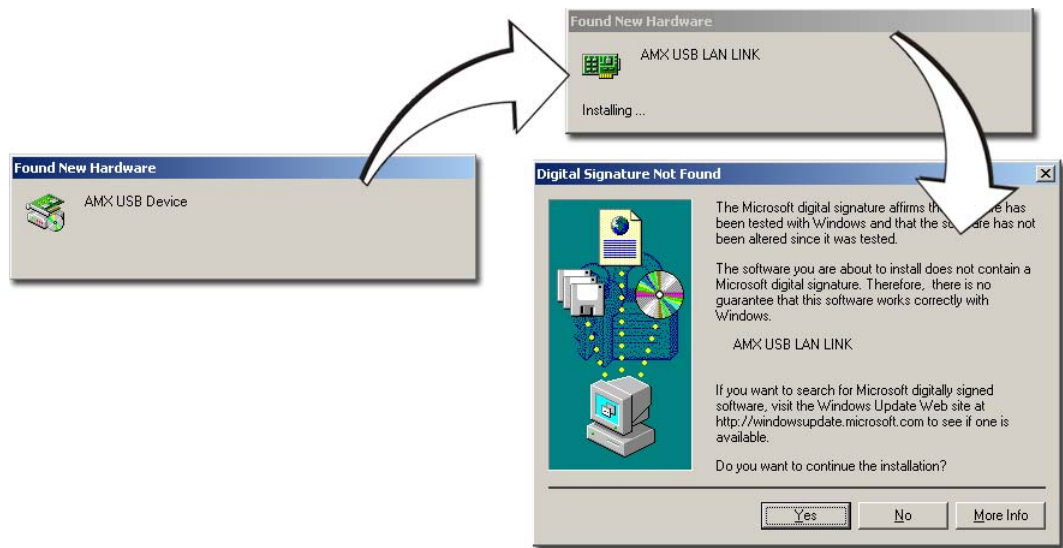 Found New Hardware
AMX USB LAN LINK
Installing ...
Found New Hardware
AMX USB Device
Digital Signature Not Found
The Microsoft digital signature affirms has
been tested with Windows and that the has not
been altered since it was tested.
The software you are about to install does not contain a
Microsoft digital signature. Therefore, there is no
guarantee that this software works correctly with
Windows.
AMX USB LAN LINK
If you want to search for Microsoft digitally signed
software, visit the Windows Update Web site at
http://windowsupdate.microsoft.com to see if one is
available.
Do you want to continue the installation?
Yes
No
More Info